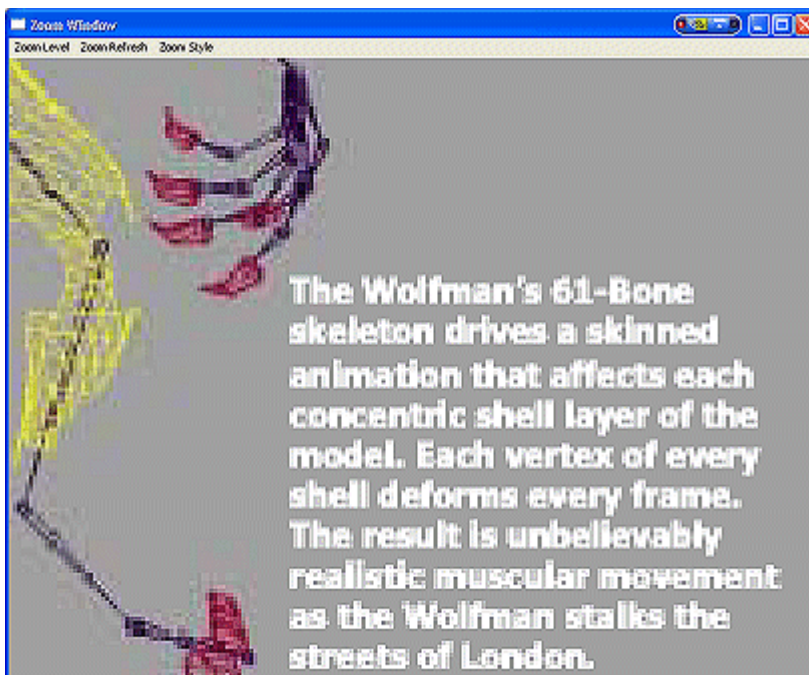 Zoom Window
Zoom Level Zoom Refresh Zoom Style
The Wolfman's 61-Bone
skeleton drives a skinned
animation that affects each
concentric shell layer of the
model. Each vertex of every
shell deforms every frame.
The result is unbelievably
realistic muscular movement
as the Wolfman stalks the
streets of London.